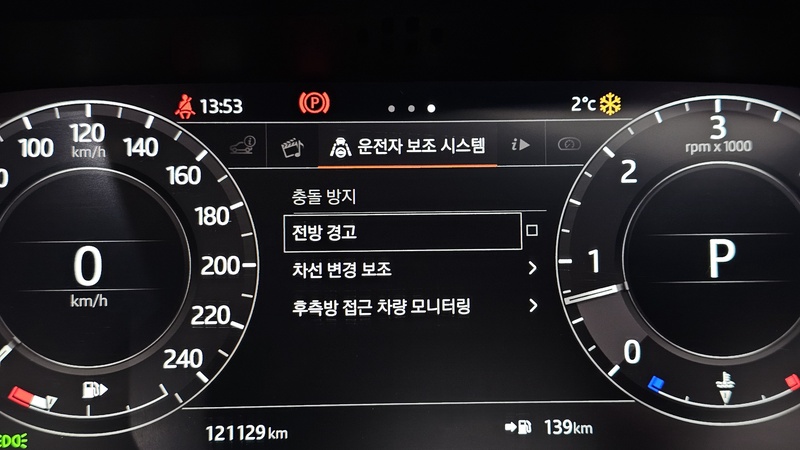 13:53
P
2°c
운전자 보조 시스템
i
충돌 방지
전방 경고
차선 변경 보조
후측방 접근 차량 모니터링
100
120
km/h
140
160
180
200
220
240
0
km/h
3
rpm x 1000
2
1
0
P
121129 km
139km